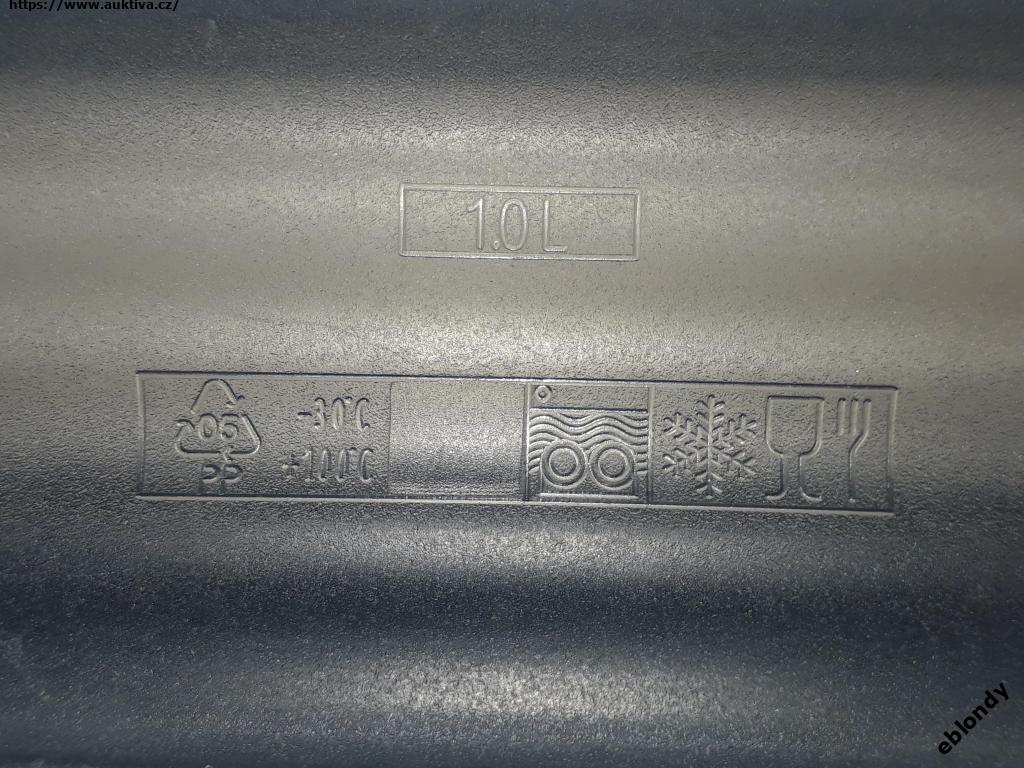 https://www.auktiva.cz/
1.0 L
05
PP
-30°C
+100°C
eblondy